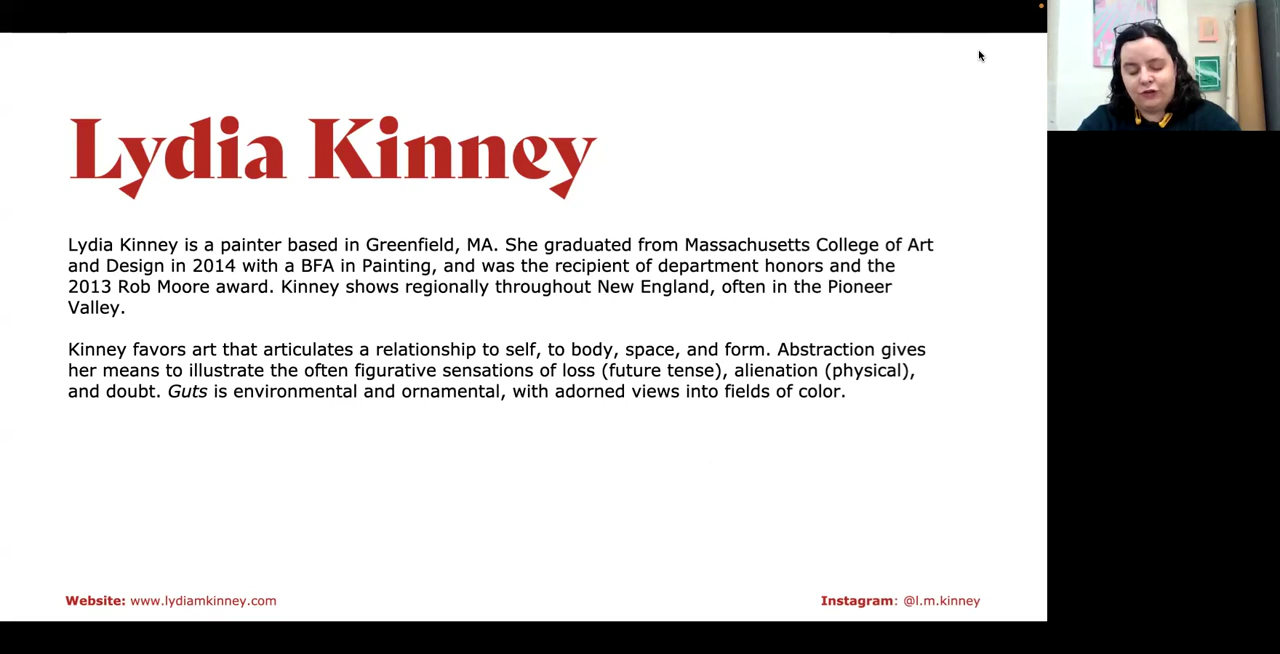 Lydia Kinney
Lydia Kinney is a painter based in Greenfield, MA. She graduated from Massachusetts College of Art
and Design in 2014 with a BFA in Painting, and was the recipient of department honors and the
2013 Rob Moore award. Kinney shows regionally throughout New England, often in the Pioneer
Valley.
Kinney favors art that articulates a relationship to self, to body, space, and form. Abstraction gives
her means to illustrate the often figurative sensations of loss (future tense), alienation (physical),
and doubt. Guts is environmental and ornamental, with adorned views into fields of color.
Website: www.lydiamkinney.com
Instagram: @l.m.kinney